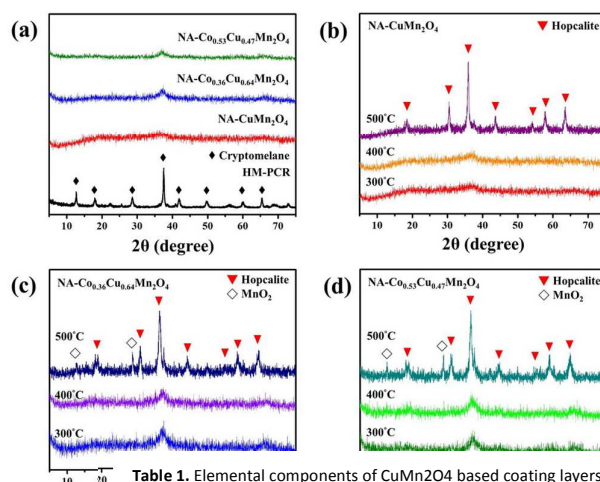 (a)
NA-Co0.53Cu0.47Mn2O4
NA-Co0.36Cu0.64Mn2O4
NA-CuMn2O4
Cryptomelane
HM-PCR
10 20 30 40 50 60 70
2θ (degree)
(b)
NA-CuMn2O4
Hopcalite
500°C
400°C
300°C
10 20 30 40 50 60 70
2θ (degree)
(c)
NA-Co0.36Cu0.64Mn2O4
Hopcalite
MnO2
500°C
400°C
300°C
10 20
(d)
NA-Co0.53Cu0.47Mn2O4
Hopcalite
MnO2
500°C
400°C
300°C
Table 1. Elemental components of CuMn2O4 based coating layers